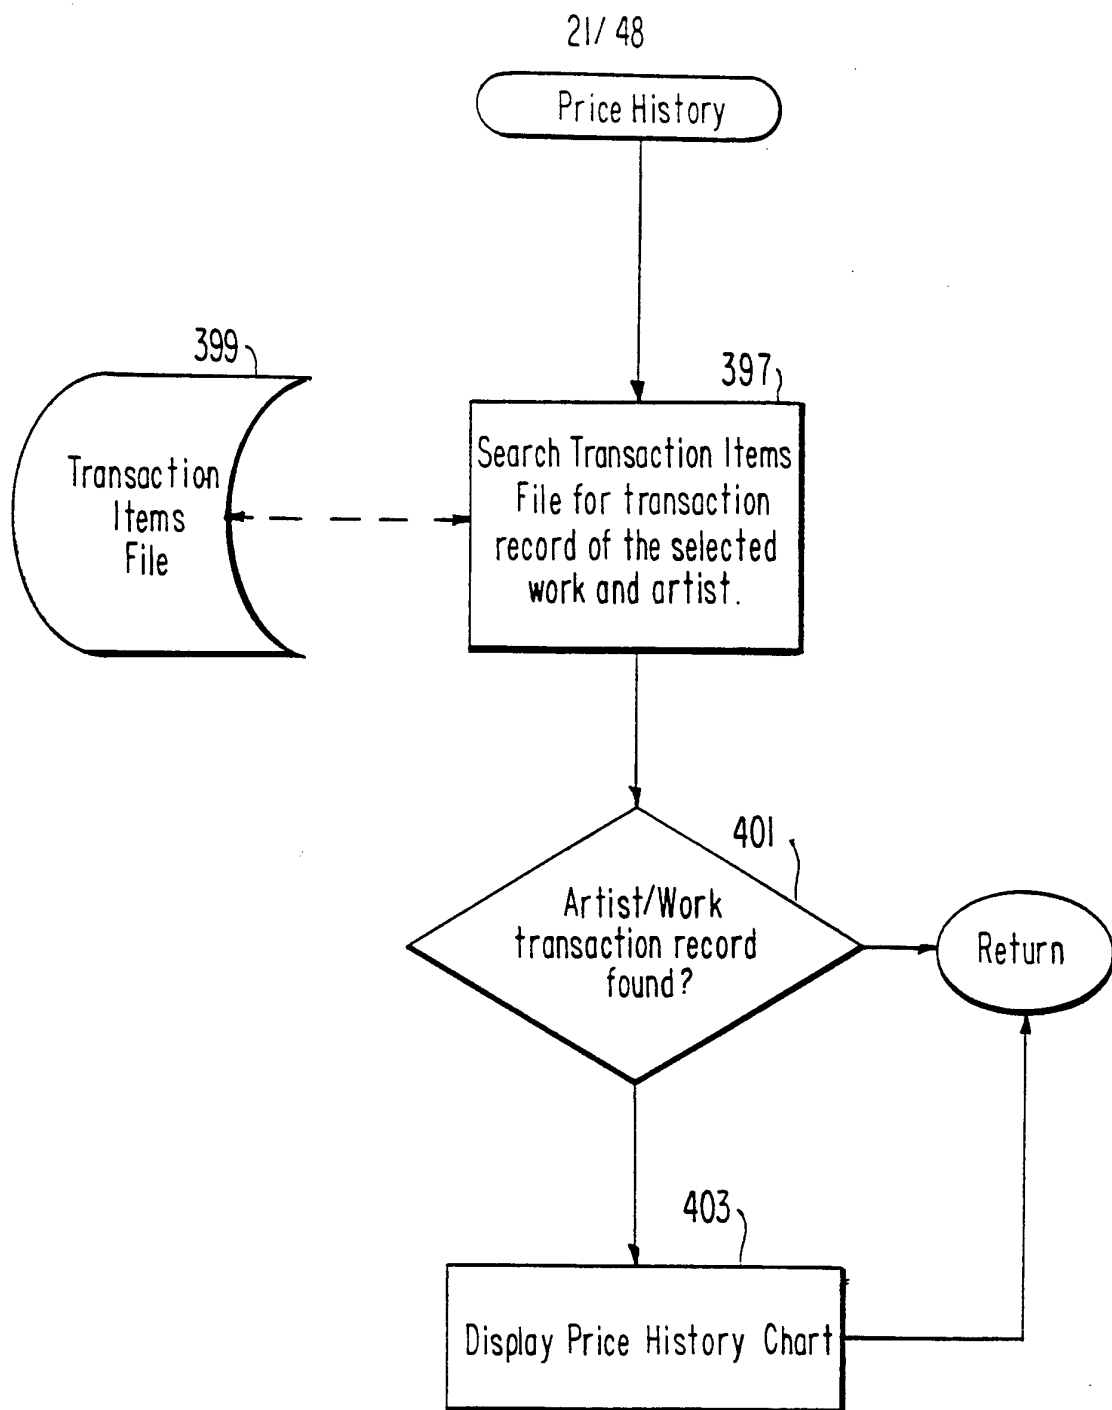 21/48
Price History
399
397
Transaction
Items
File
Search Transaction Items
File for transaction
record of the selected
work and artist.
401
Artist/Work
transaction record
found?
Return
403
Display Price History Chart